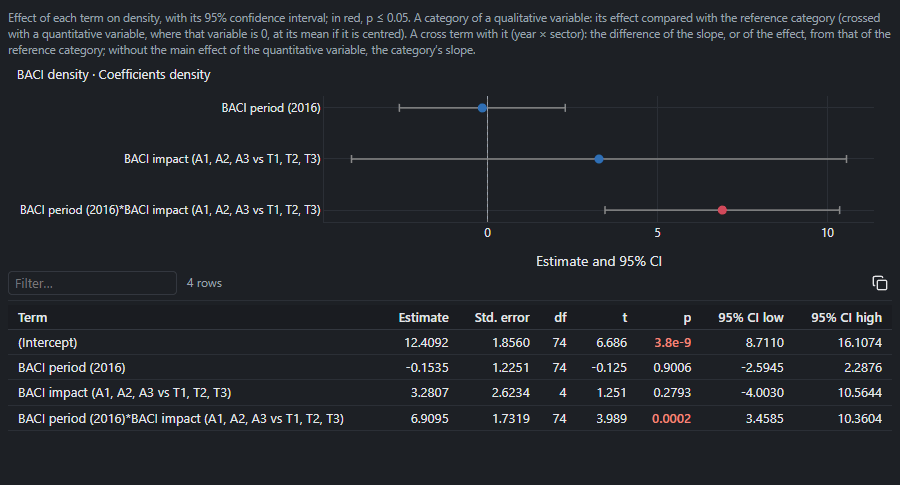 Effect of each term on density, with its 95% confidence interval; in red, p ≤ 0.05. A category of a qualitative variable: its effect compared with the reference category (crossed
with a quantitative variable, where that variable is 0, at its mean if it is centred). A cross term with it (year × sector): the difference of the slope, or of the effect, from that of the
reference category; without the main effect of the quantitative variable, the category's slope.
BACI density · Coefficients density
BACI period (2016)
BACI impact (A1, A2, A3 vs T1, T2, T3)
BACI period (2016)*BACI impact (A1, A2, A3 vs T1, T2, T3)
0 5 10
Estimate and 95% CI
Filter... 4 rows
Term Estimate Std. error df t p 95% CI low 95% CI high
(Intercept) 12.4092 1.8560 74 6.686 3.8e-9 8.7110 16.1074
BACI period (2016) -0.1535 1.2251 74 -0.125 0.9006 -2.5945 2.2876
BACI impact (A1, A2, A3 vs T1, T2, T3) 3.2807 2.6234 4 1.251 0.2793 -4.0030 10.5644
BACI period (2016)*BACI impact (A1, A2, A3 vs T1, T2, T3) 6.9095 1.7319 74 3.989 0.0002 3.4585 10.3604